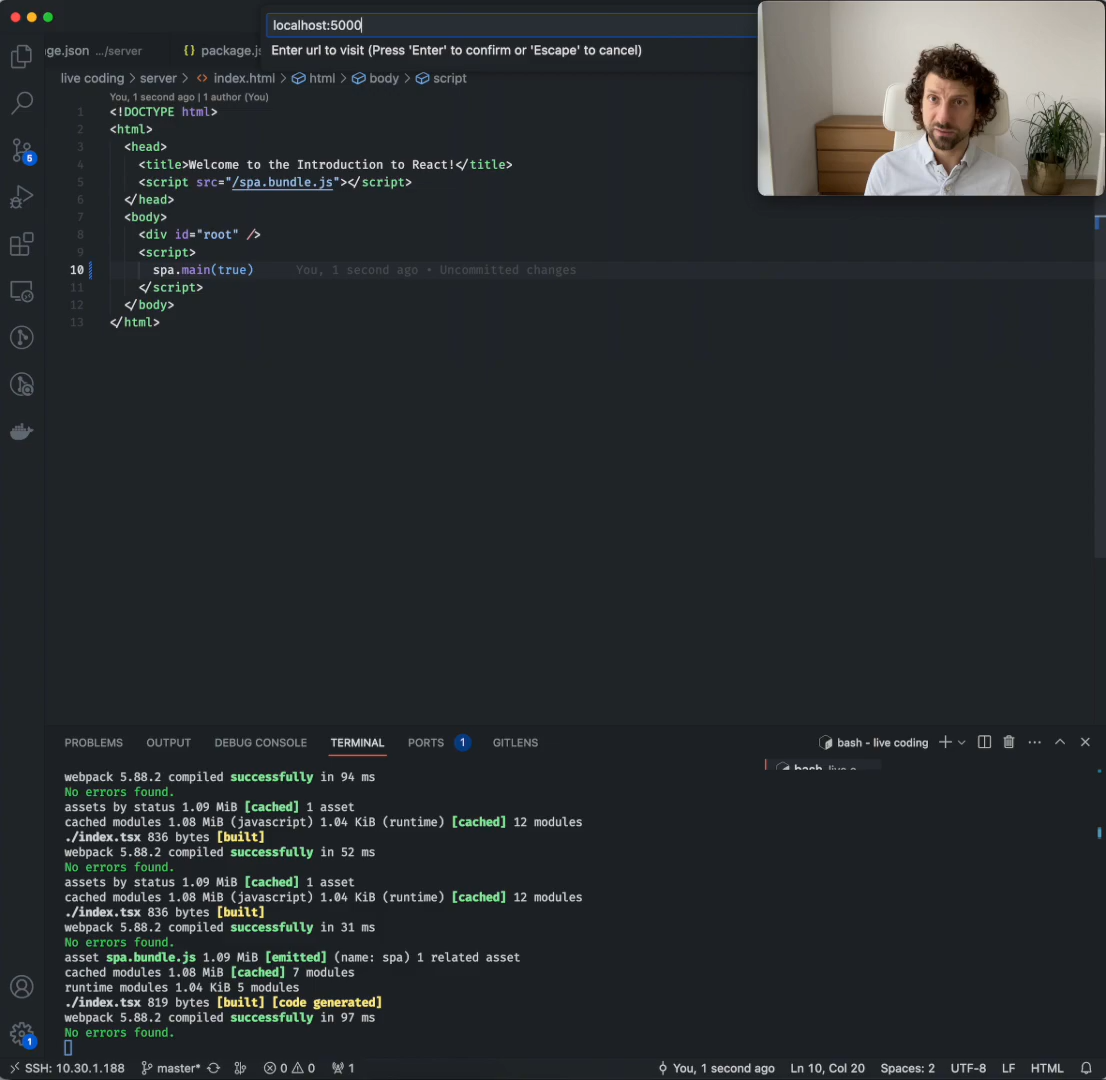 localhost:5000
Enter url to visit (Press 'Enter' to confirm or 'Escape' to cancel)
ge.json .../server {} package.js
live coding > server > <> index.html > html > body > script
You, 1 second ago | 1 author (You)
1 <!DOCTYPE html>
2 <html>
3 <head>
4 <title>Welcome to the Introduction to React!</title>
5 <script src="/spa.bundle.js"></script>
6 </head>
7 <body>
8 <div id="root" />
9 <script>
10 spa.main(true) You, 1 second ago • Uncommitted changes
11 </script>
12 </body>
13 </html>
6
PROBLEMS OUTPUT DEBUG CONSOLE TERMINAL PORTS 1 GITLENS bash - live coding
webpack 5.88.2 compiled successfully in 94 ms
No errors found.
assets by status 1.09 MiB [cached] 1 asset
cached modules 1.08 MiB (javascript) 1.04 KiB (runtime) [cached] 12 modules
./index.tsx 836 bytes [built]
webpack 5.88.2 compiled successfully in 52 ms
No errors found.
assets by status 1.09 MiB [cached] 1 asset
cached modules 1.08 MiB (javascript) 1.04 KiB (runtime) [cached] 12 modules
./index.tsx 836 bytes [built]
webpack 5.88.2 compiled successfully in 31 ms
No errors found.
asset spa.bundle.js 1.09 MiB [emitted] (name: spa) 1 related asset
cached modules 1.08 MiB [cached] 7 modules
runtime modules 1.04 KiB 5 modules
./index.tsx 819 bytes [built] [code generated]
webpack 5.88.2 compiled successfully in 97 ms
No errors found.
1
SSH: 10.30.1.188 master* 0 0 1 You, 1 second ago Ln 10, Col 20 Spaces: 2 UTF-8 LF HTML